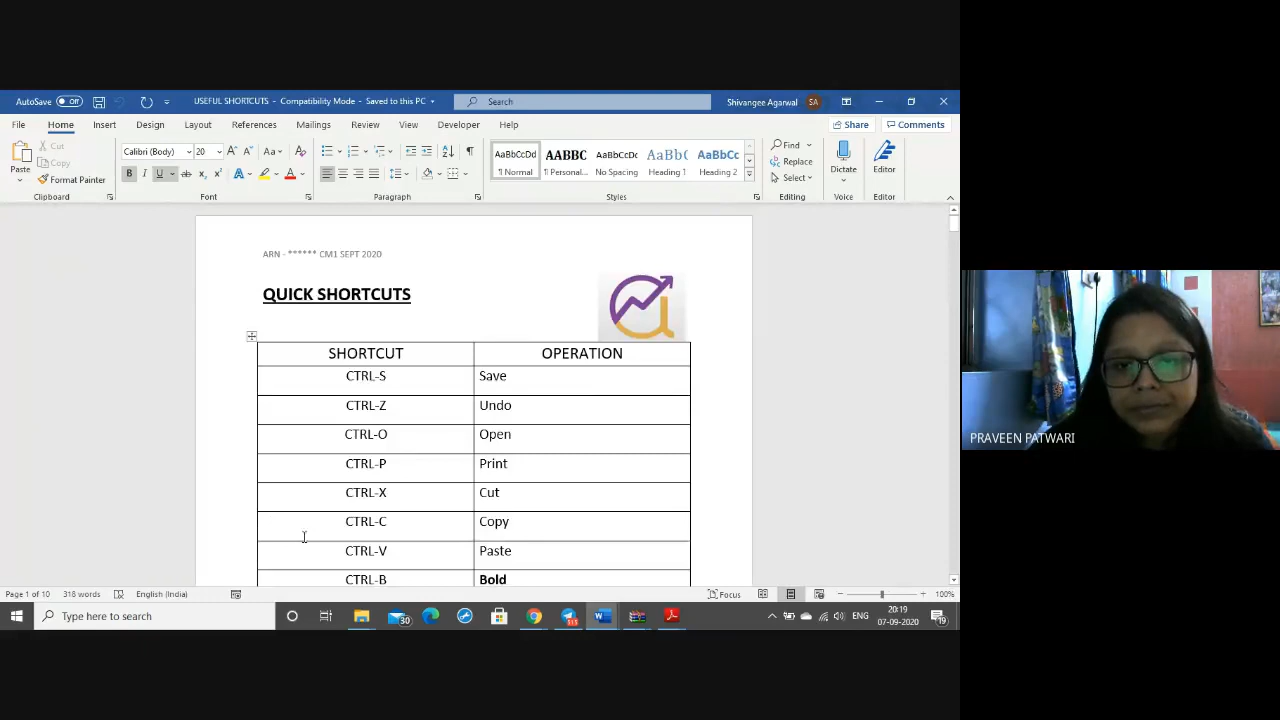 AutoSave Off
USEFUL SHORTCUTS - Compatibility Mode - Saved to this PC
Search
Shivangee Agarwal SA
File Home Insert Design Layout References Mailings Review View Developer Help
Share Comments
Paste
Cut
Copy
Format Painter
Clipboard
Calibri (Body) 20
Font
Paragraph
AaBbCcDd AABBC AaBbCcDc AaBbC AaBbCc
¶ Normal ¶ Personal... No Spacing Heading 1 Heading 2
Styles
Find
Replace
Select
Editing
Dictate
Voice
Editor
Editor
ARN - ****** CM1 SEPT 2020
QUICK SHORTCUTS
SHORTCUT OPERATION
CTRL-S Save
CTRL-Z Undo
CTRL-O Open
CTRL-P Print
CTRL-X Cut
CTRL-C Copy
CTRL-V Paste
CTRL-B Bold
Page 1 of 10 318 words English (India) Focus 100%
Type here to search
30
ENG
20:19
07-09-2020
19
PRAVEEN PATWARI